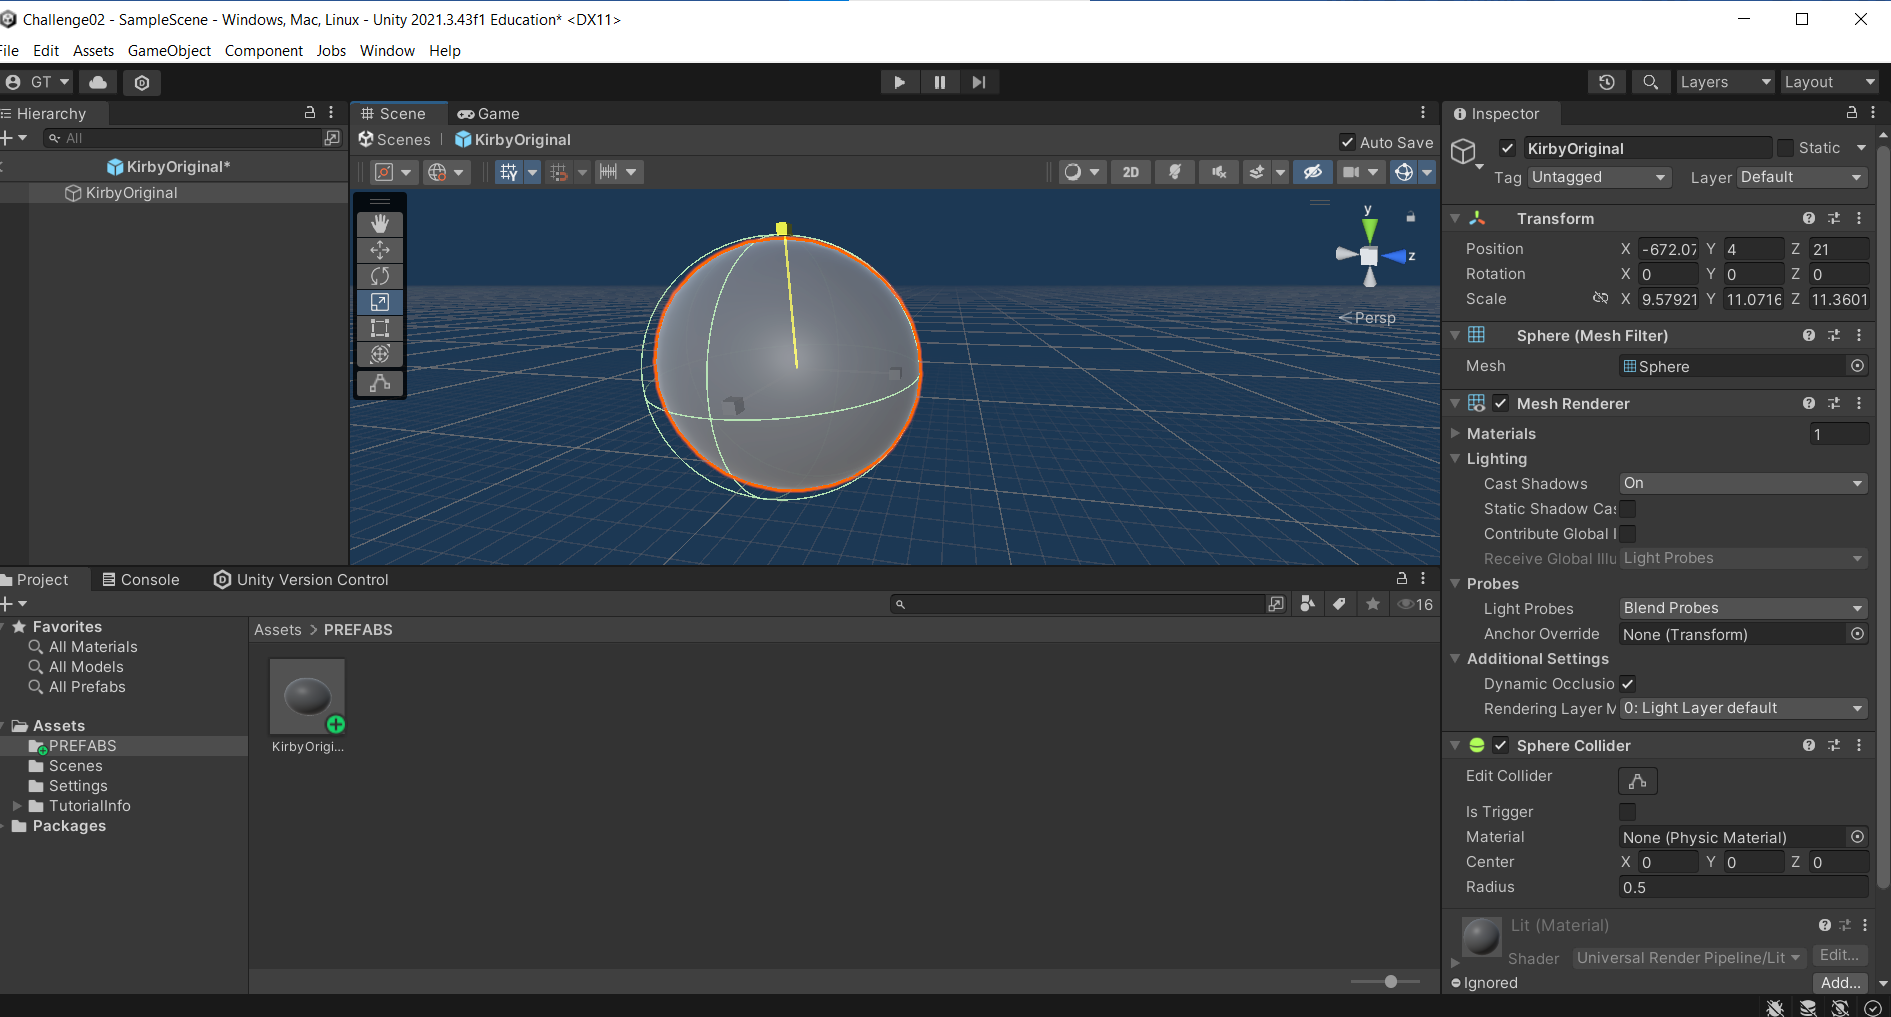 Challenge02 - SampleScene - Windows, Mac, Linux - Unity 2021.3.43f1 Education* <DX11>
File Edit Assets GameObject Component Jobs Window Help
GT
Layers Layout
Hierarchy
All
KirbyOriginal*
KirbyOriginal
Scene Game
Scenes KirbyOriginal Auto Save
2D
y
z
Persp
Inspector
KirbyOriginal Static
Tag Untagged Layer Default
Transform
Position X -672.07 Y 4 Z 21
Rotation X 0 Y 0 Z 0
Scale X 9.57921 Y 11.0716 Z 11.3601
Sphere (Mesh Filter)
Mesh Sphere
Mesh Renderer
Materials 1
Lighting
Cast Shadows On
Static Shadow Cas
Contribute Global I
Receive Global Illu Light Probes
Probes
Light Probes Blend Probes
Anchor Override None (Transform)
Additional Settings
Dynamic Occlusio
Rendering Layer M 0: Light Layer default
Sphere Collider
Edit Collider
Is Trigger
Material None (Physic Material)
Center X 0 Y 0 Z 0
Radius 0.5
Lit (Material)
Shader Universal Render Pipeline/Lit Edit...
Ignored Add...
Project Console Unity Version Control
16
Favorites
All Materials
All Models
All Prefabs
Assets
PREFABS
Scenes
Settings
TutorialInfo
Packages
Assets > PREFABS
KirbyOrigi...